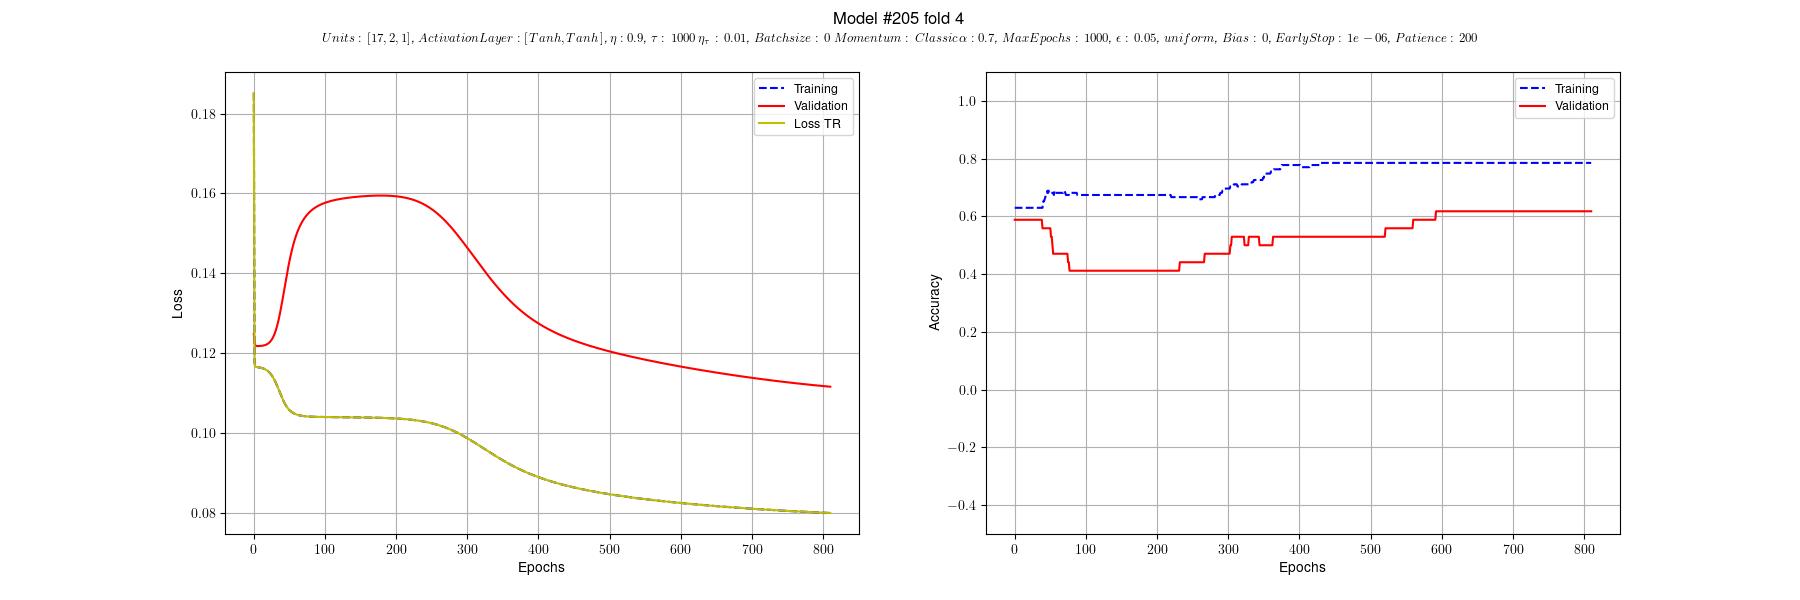 Model #205 fold 4
Units : [17, 2, 1], ActivationLayer : [Tanh, Tanh], η : 0.9, τ : 1000 ητ : 0.01, Batchsize : 0 Momentum : Classicα : 0.7, MaxEpochs : 1000, ϵ : 0.05, uniform, Bias : 0, EarlyStop : 1e − 06, Patience : 200
Training
Validation
Loss TR
0.18
0.16
0.14
0.12
0.10
0.08
Loss
0 100 200 300 400 500 600 700 800
Epochs
Training
Validation
1.0
0.8
0.6
0.4
0.2
0.0
−0.2
−0.4
Accuracy
0 100 200 300 400 500 600 700 800
Epochs